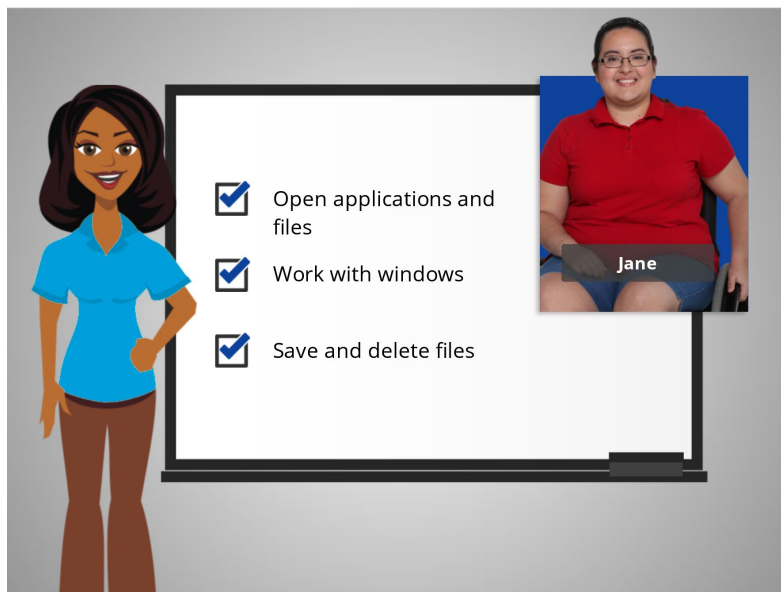 Open applications and
files
Work with windows
Save and delete files
Jane